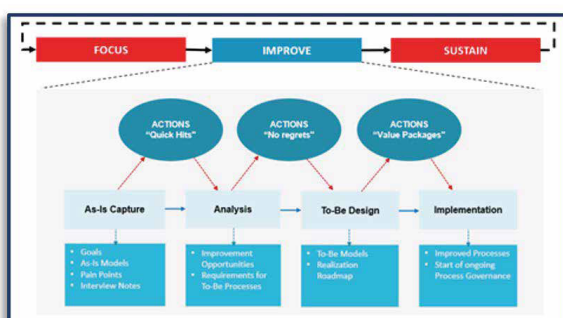 FOCUS
IMPROVE
SUSTAIN
ACTIONS
"Quick Hits"
ACTIONS
"No regrets"
ACTIONS
"Value Packages"
As-Is Capture
Analysis
To-Be Design
Implementation
• Goals
• As-Is Models
• Pain Points
• Interview Notes
• Improvement
Opportunities
• Requirements for
To-Be Processes
• To-Be Models
• Realization
Roadmap
• Improved Processes
• Start of ongoing
Process Governance